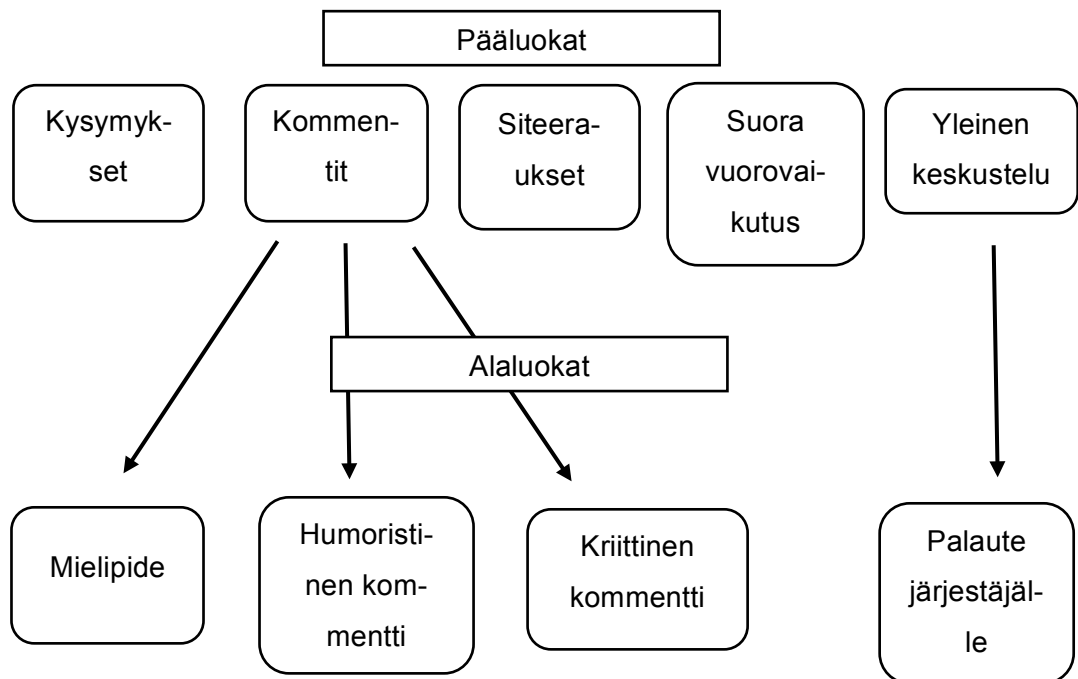 Pääluokat
Kysymyk-
set
Kommen-
tit
Siteera-
ukset
Suora
vuorovai-
kutus
Yleinen
keskustelu
Alaluokat
Mielipide
Humoristi-
nen kom-
mentti
Kriittinen
kommentti
Palaute
järjestäjäl-
le